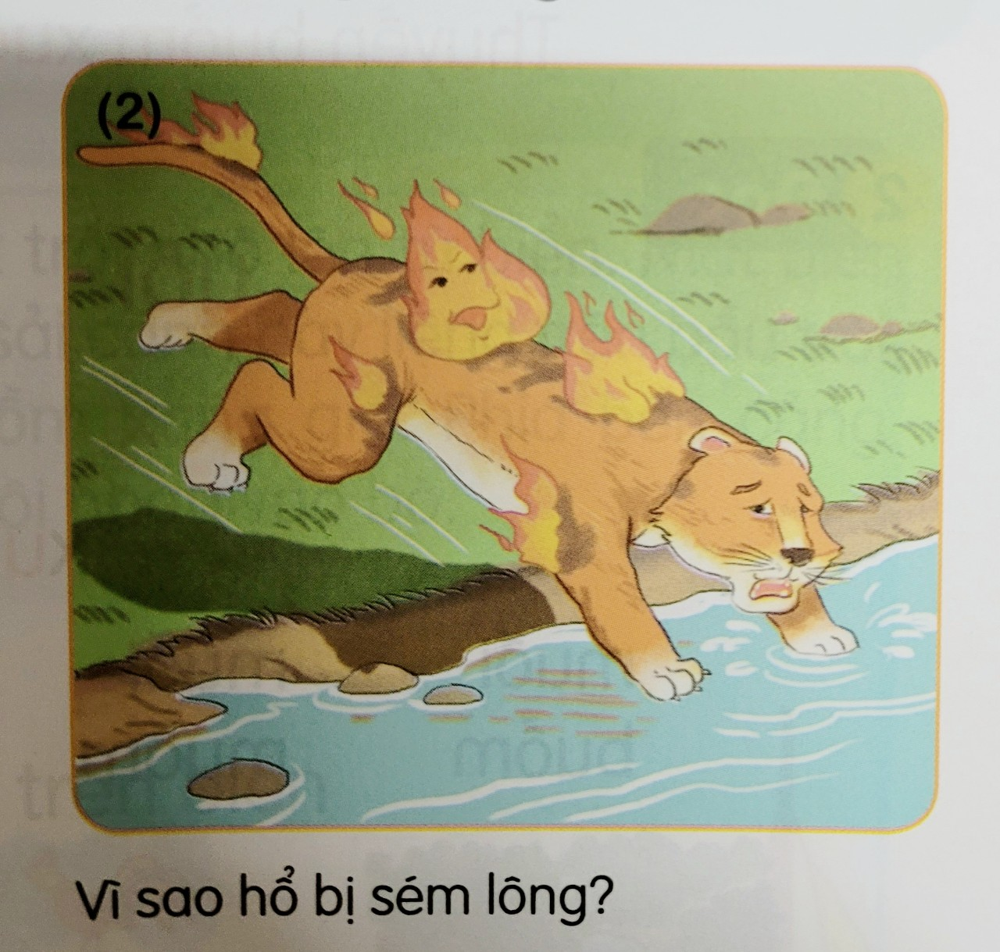 (2)
Vì sao hổ bị sém lông?